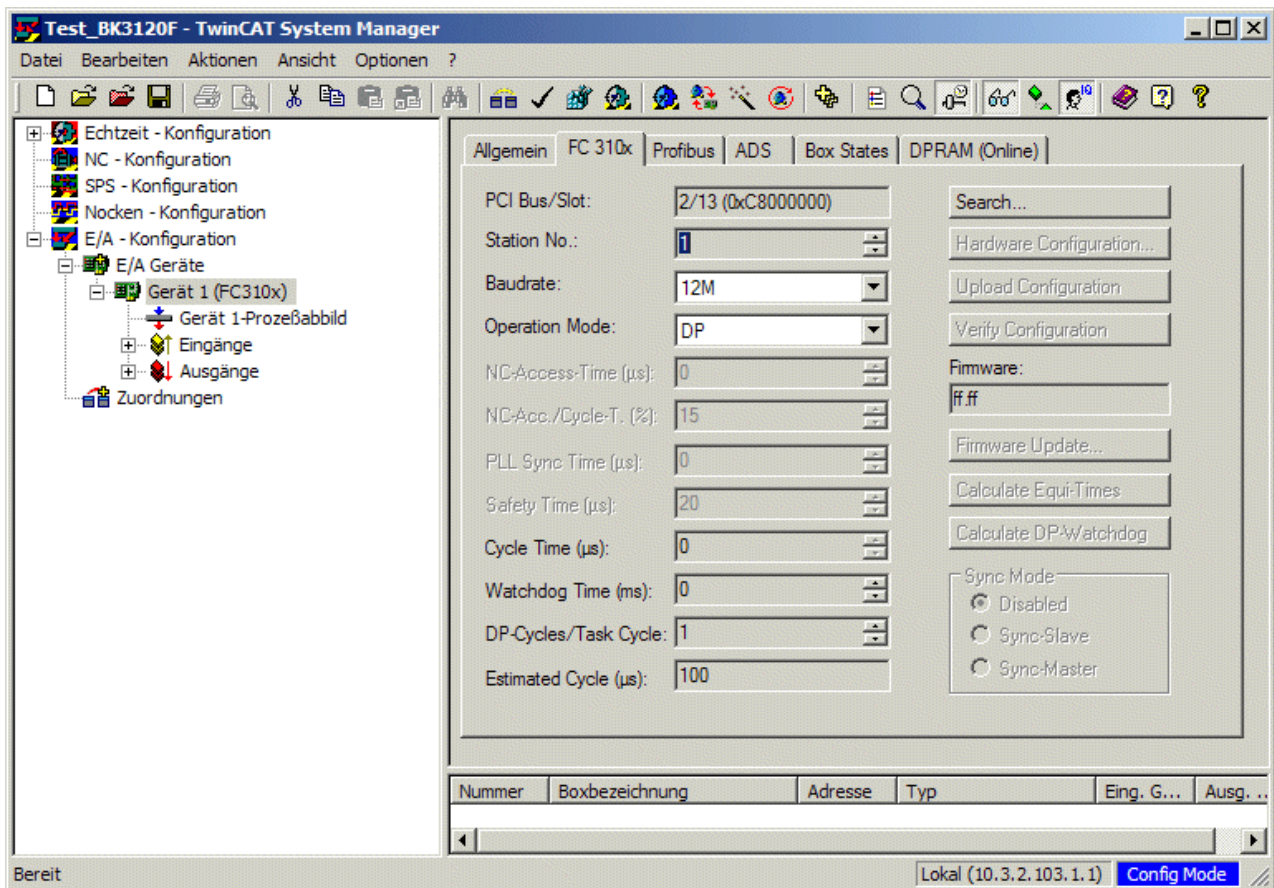 Test_BK3120F - TwinCAT System Manager
Datei Bearbeiten Aktionen Ansicht Optionen ?
Echtzeit - Konfiguration
NC - Konfiguration
SPS - Konfiguration
Nocken - Konfiguration
E/A - Konfiguration
E/A Geräte
Gerät 1 (FC310x)
Gerät 1-Prozeßabbild
Eingänge
Ausgänge
Zuordnungen
Allgemein FC 310x Profibus ADS Box States DPRAM (Online)
PCI Bus/Slot: 2/13 (0xC8000000) Search...
Station No.: 1 Hardware Configuration...
Baudrate: 12M Upload Configuration
Operation Mode: DP Verify Configuration
NC-Access-Time (µs): 0 Firmware:
ff.ff
NC-Acc./Cycle-T. (%): 15
PLL Sync Time (µs): 0 Firmware Update...
Safety Time (µs): 20 Calculate Equi-Times
Cycle Time (µs): 0 Calculate DP-Watchdog
Watchdog Time (ms): 0 Sync Mode
Disabled
DP-Cycles/Task Cycle: 1 Sync-Slave
Estimated Cycle (µs): 100 Sync-Master
Nummer Boxbezeichnung Adresse Typ Eing. G... Ausg. ..
Bereit Lokal (10.3.2.103.1.1) Config Mode